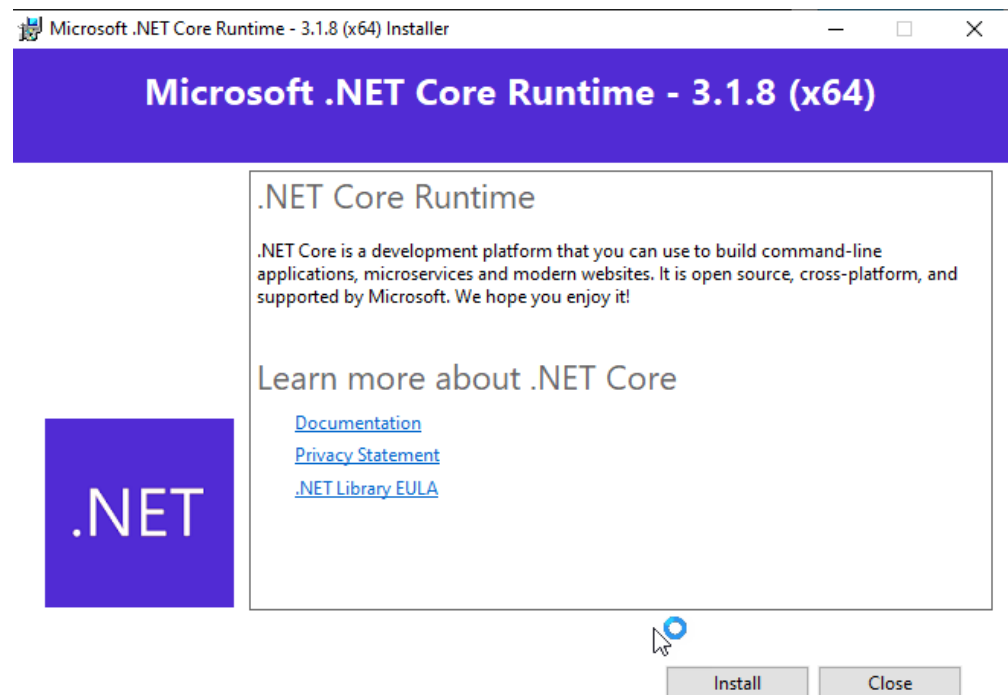 Microsoft .NET Core Runtime - 3.1.8 (x64) Installer
Microsoft .NET Core Runtime - 3.1.8 (x64)
.NET Core Runtime
.NET Core is a development platform that you can use to build command-line
applications, microservices and modern websites. It is open source, cross-platform, and
supported by Microsoft. We hope you enjoy it!
Learn more about .NET Core
Documentation
Privacy Statement
.NET Library EULA
.NET
Install
Close